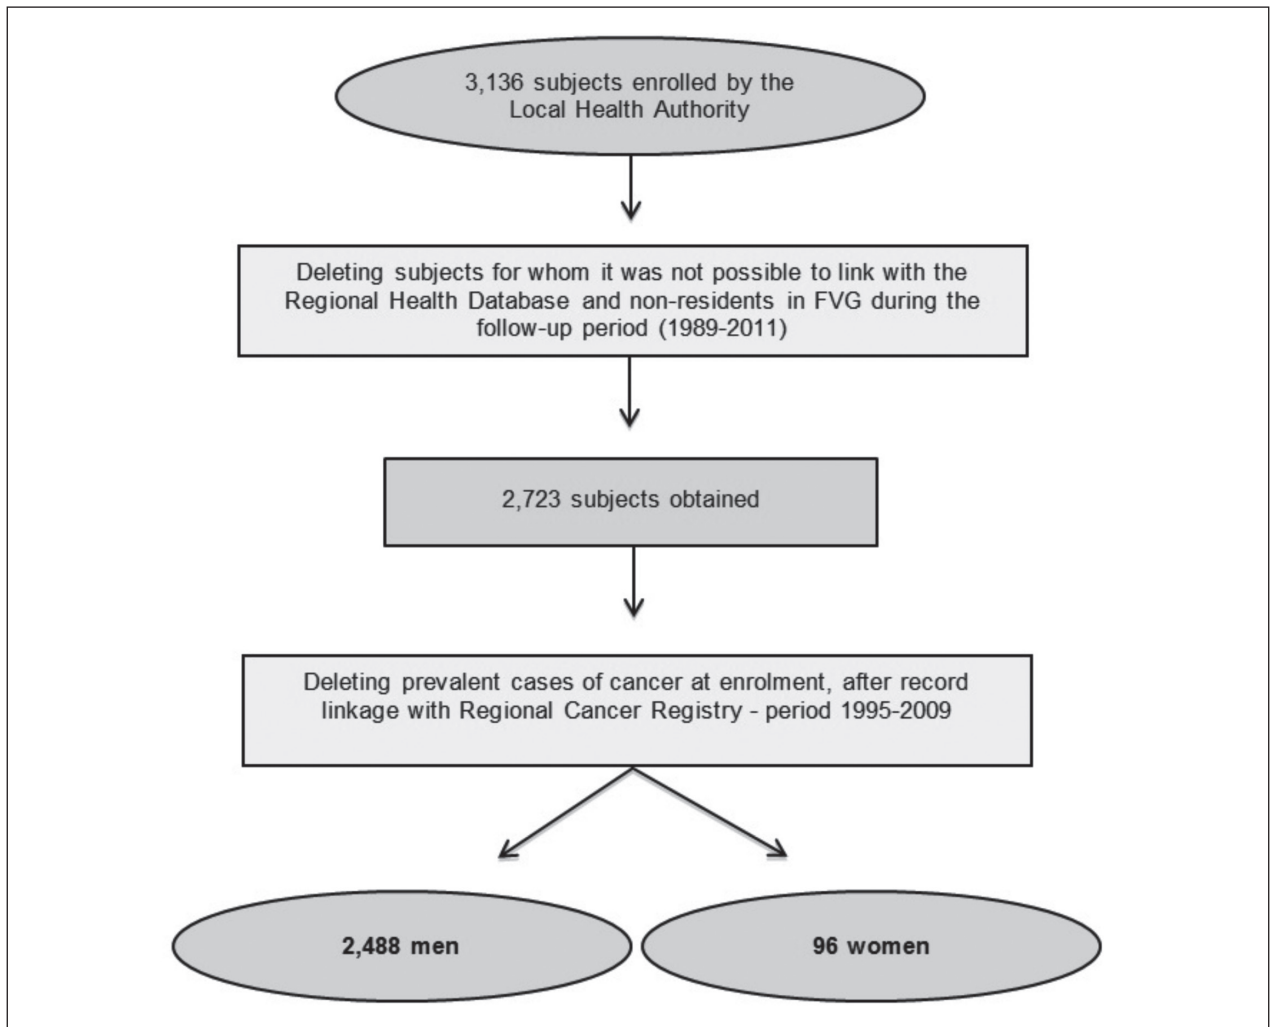 3,136 subjects enrolled by the
Local Health Authority
Deleting subjects for whom it was not possible to link with the
Regional Health Database and non-residents in FVG during the
follow-up period (1989-2011)
2,723 subjects obtained
Deleting prevalent cases of cancer at enrolment, after record
linkage with Regional Cancer Registry - period 1995-2009
2,488 men
96 women